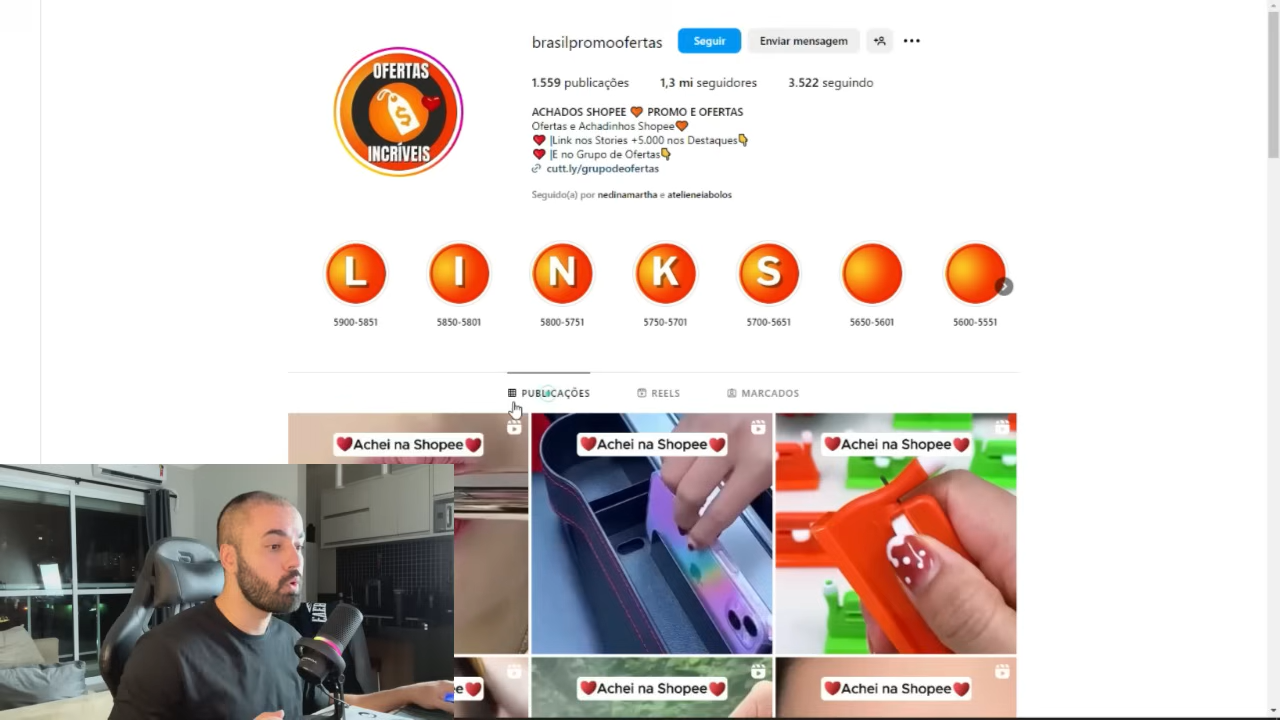 OFERTAS
INCRÍVEIS
brasilpromoofertas Seguir Enviar mensagem
1.559 publicações 1,3 mi seguidores 3.522 seguindo
ACHADOS SHOPEE 🧡 PROMO E OFERTAS
Ofertas e Achadinhos Shopee🧡
❤️ |Link nos Stories +5.000 nos Destaques👇
❤️ |E no Grupo de Ofertas👇
cutt.ly/grupodeofertas
Seguido(a) por nedinamartha e atelieneiabolos
L I N K S
5900-5851 5850-5801 5800-5751 5750-5701 5700-5651 5650-5601 5600-5551
PUBLICAÇÕES REELS MARCADOS
❤️Achei na Shopee❤️ ❤️Achei na Shopee❤️ ❤️Achei na Shopee❤️
❤️Achei na Shopee❤️ ❤️Achei na Shopee❤️